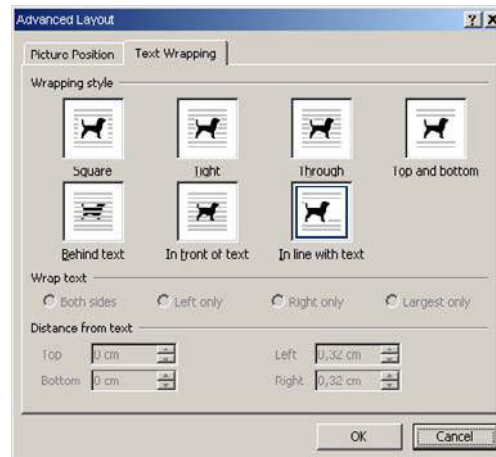 Advanced Layout
Picture Position Text Wrapping
Wrapping style
Square Tight Through Top and bottom
Behind text In front of text In line with text
Wrap text
Both sides Left only Right only Largest only
Distance from text
Top 0 cm Left 0,32 cm
Bottom 0 cm Right 0,32 cm
OK Cancel